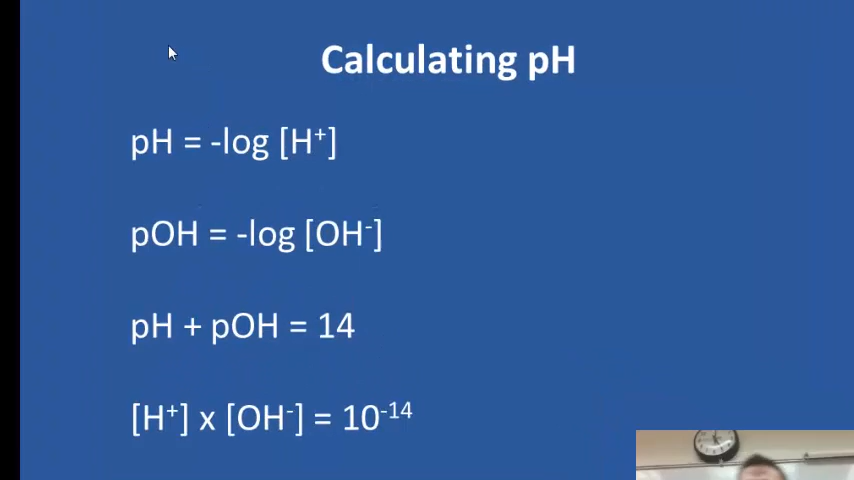 Calculating pH
pH = -log [H⁺]
pOH = -log [OH⁻]
pH + pOH = 14
[H⁺] x [OH⁻] = 10⁻¹⁴